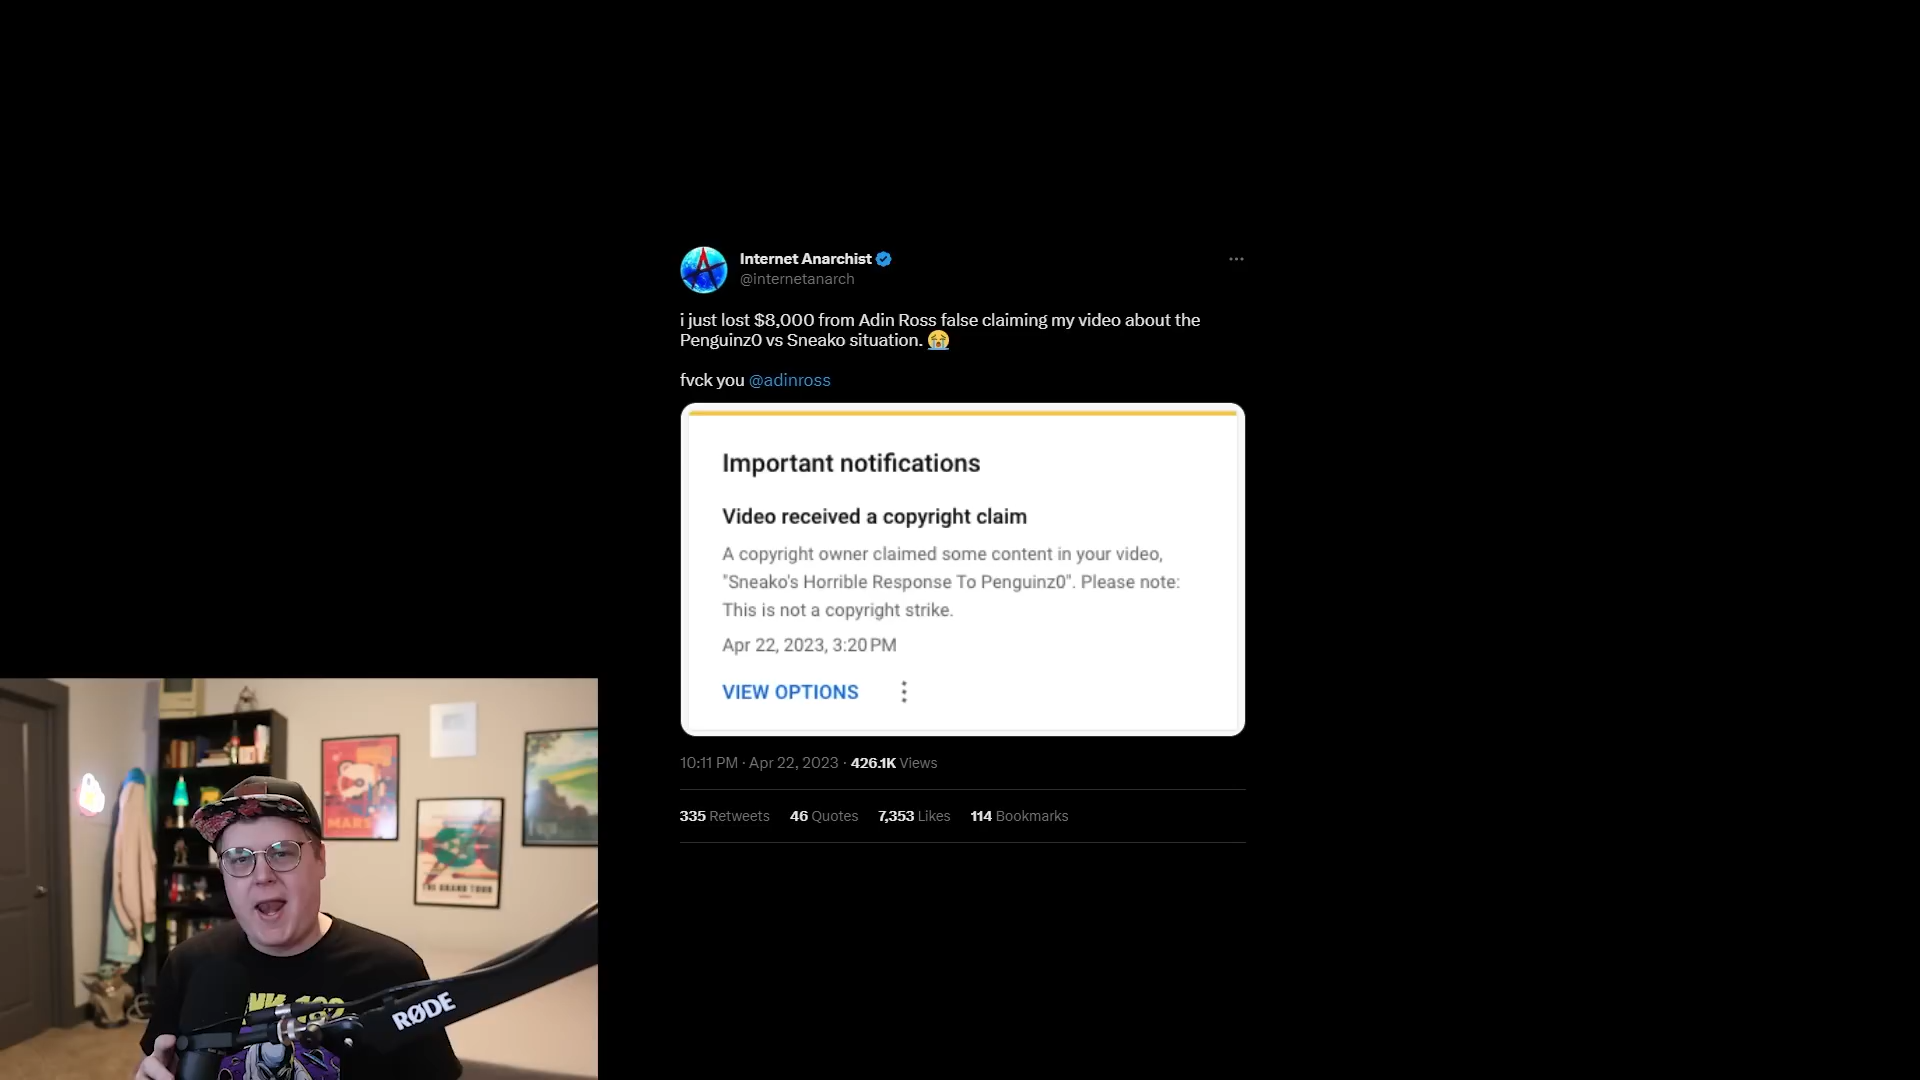 Internet Anarchist
@internetanarch
i just lost $8,000 from Adin Ross false claiming my video about the
Penguinz0 vs Sneako situation. 😭
fvck you @adinross
Important notifications
Video received a copyright claim
A copyright owner claimed some content in your video,
"Sneako's Horrible Response To Penguinz0". Please note:
This is not a copyright strike.
Apr 22, 2023, 3:20 PM
VIEW OPTIONS
10:11 PM · Apr 22, 2023 · 426.1K Views
335 Retweets 46 Quotes 7,353 Likes 114 Bookmarks
MARS
THE GRAND TOUR
RØDE